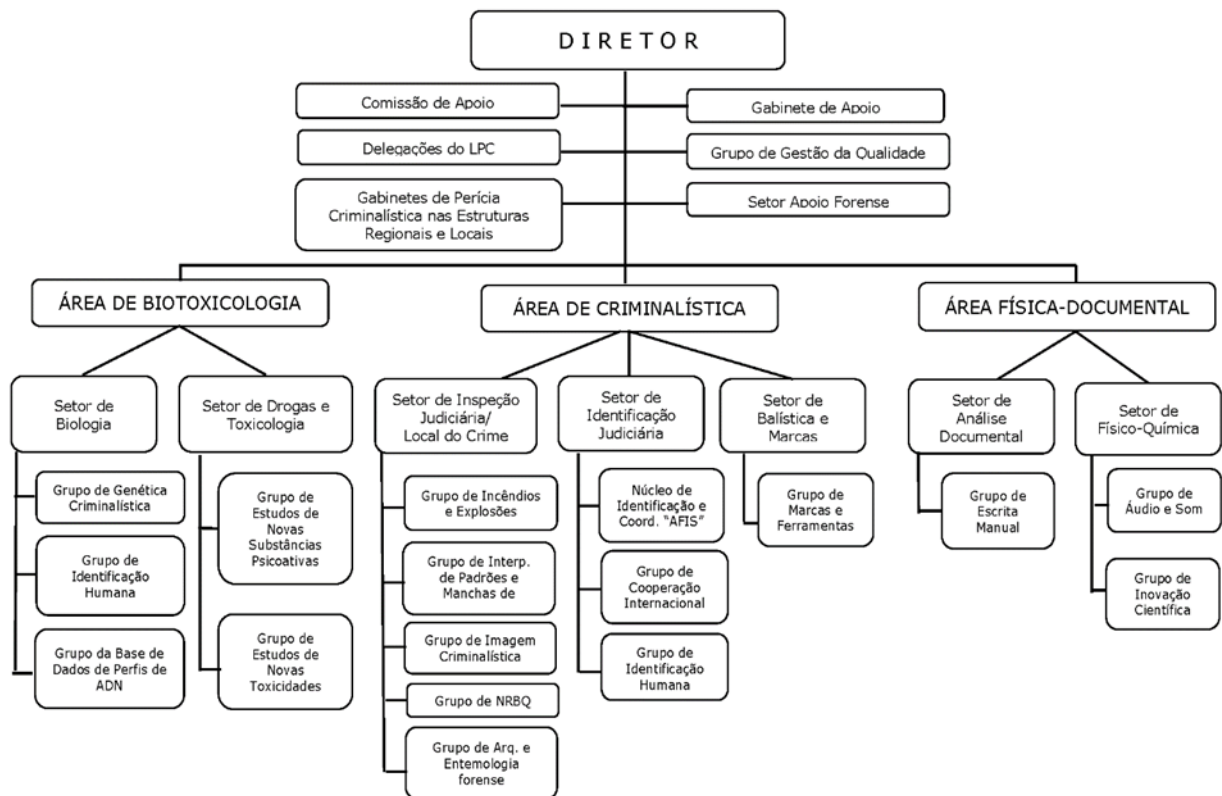 DIRETOR
Comissão de Apoio
Gabinete de Apoio
Delegações do LPC
Grupo de Gestão da Qualidade
Gabinetes de Perícia
Criminalística nas Estruturas
Regionais e Locais
Setor Apoio Forense
ÁREA DE BIOTOXICOLOGIA
ÁREA DE CRIMINALÍSTICA
ÁREA FÍSICA-DOCUMENTAL
Setor de
Biologia
Setor de Drogas e
Toxicologia
Setor de Inspeção
Judiciária/
Local do Crime
Setor de
Identificação
Judiciária
Setor de
Balística e
Marcas
Setor de
Análise
Documental
Setor de
Físico-Química
Grupo de Genética
Criminalística
Grupo de
Identificação
Humana
Grupo da Base de
Dados de Perfis de
ADN
Grupo de
Estudos de
Novas
Substâncias
Psicoativas
Grupo de
Estudos de
Novas
Toxicidades
Grupo de Incêndios
e Explosões
Grupo de Interp.
de Padrões e
Manchas de
Grupo de Imagem
Criminalística
Grupo de NRBQ
Grupo de Arq. e
Entemologia
forense
Núcleo de
Identificação e
Coord. "AFIS"
Grupo de
Cooperação
Internacional
Grupo de
Identificação
Humana
Grupo de
Marcas e
Ferramentas
Grupo de
Escrita
Manual
Grupo de
Áudio e Som
Grupo de
Inovação
Científica